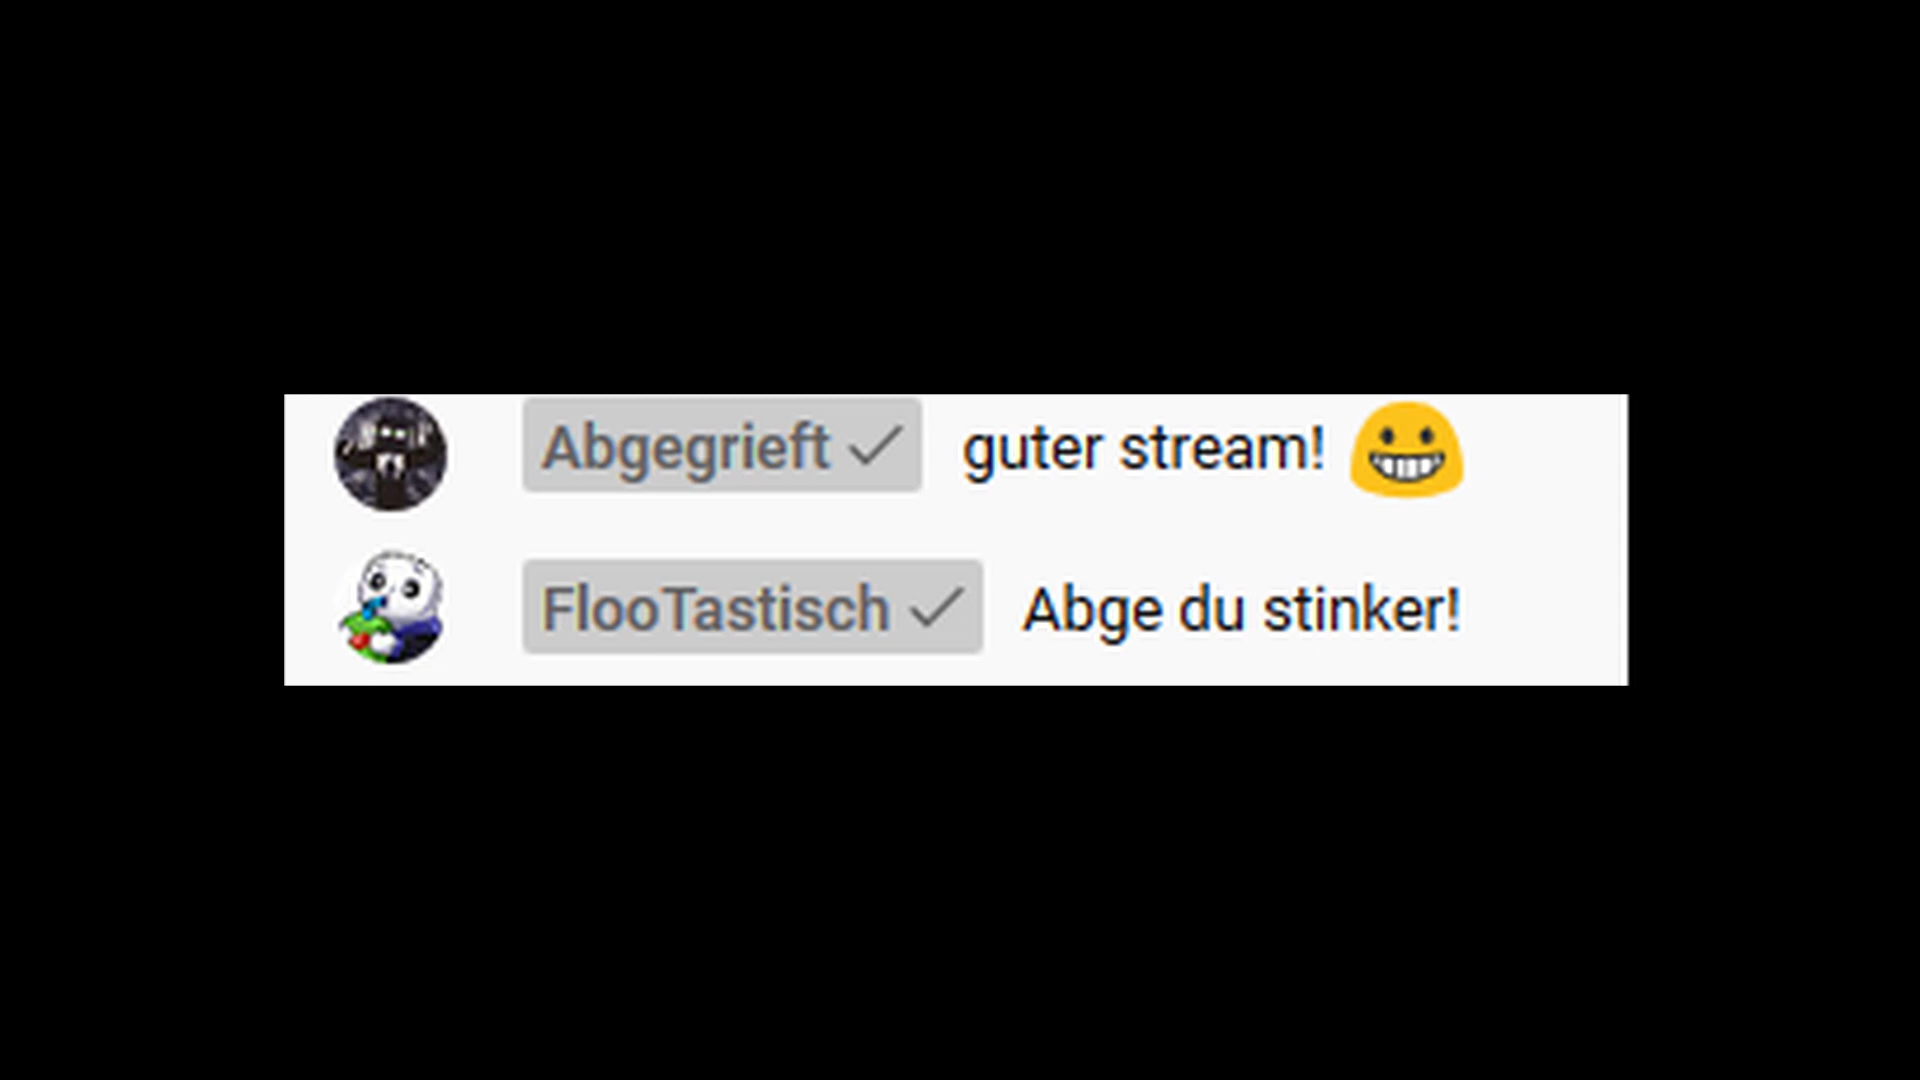 Abgegrieft ✓ guter stream! 😀
FlooTastisch ✓ Abge du stinker!